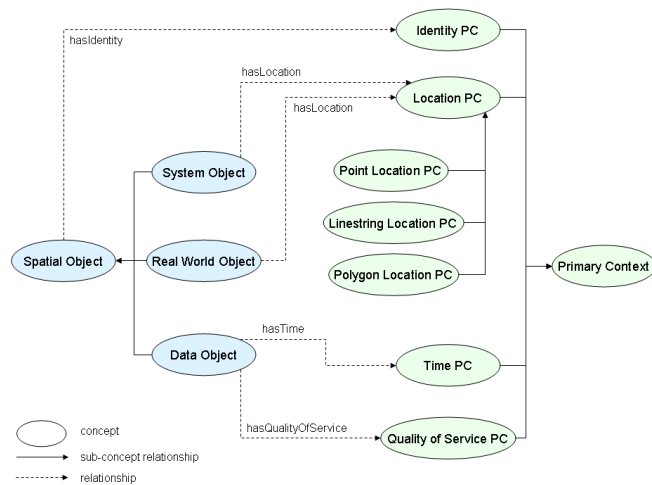 Identity PC
hasIdentity
hasLocation
Location PC
hasLocation
Point Location PC
System Object
Linestring Location PC
Spatial Object
Real World Object
Polygon Location PC
Primary Context
hasTime
Data Object
Time PC
hasQualityOfService
Quality of Service PC
concept
sub-concept relationship
relationship